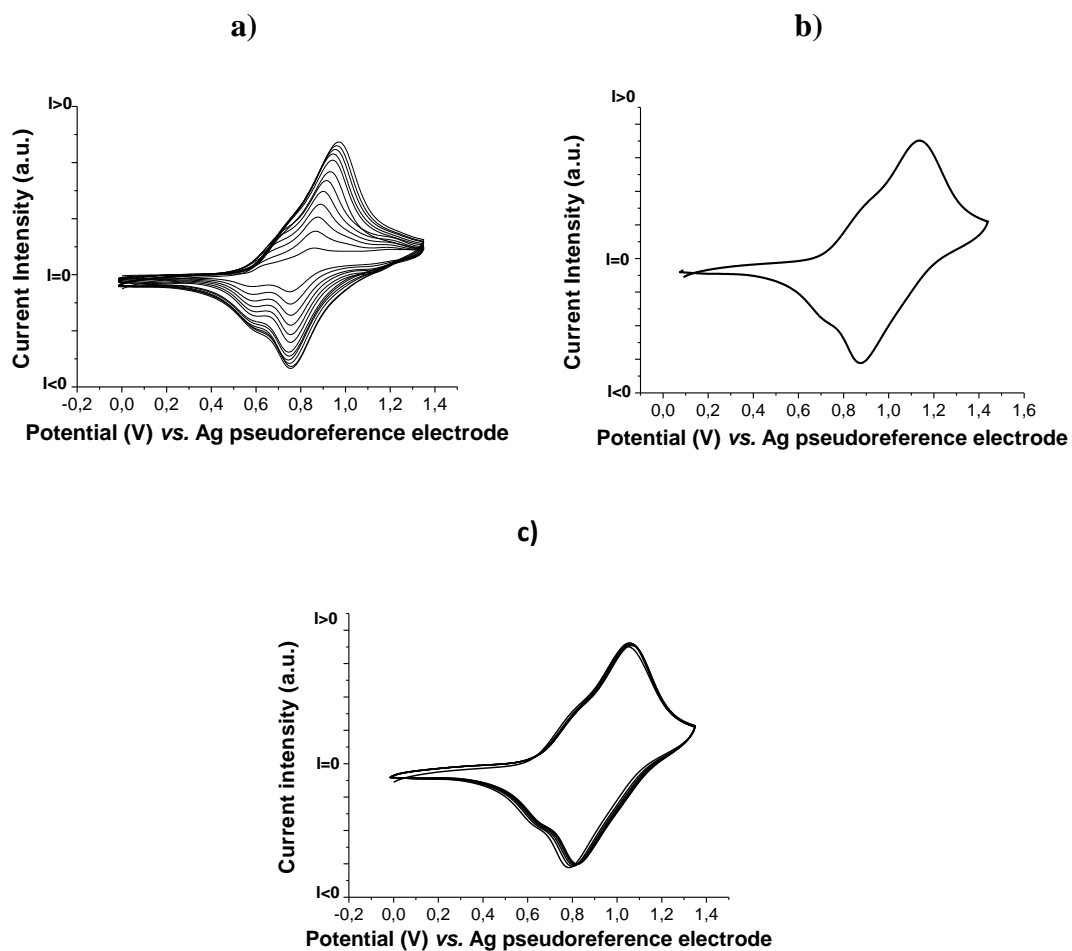 a)
I>0
I=0
I<0
Current Intensity (a.u.)
-0,2 0,0 0,2 0,4 0,6 0,8 1,0 1,2 1,4
Potential (V) vs. Ag pseudoreference electrode
b)
I>0
I=0
I<0
Current Intensity (a.u.)
0,0 0,2 0,4 0,6 0,8 1,0 1,2 1,4 1,6
Potential (V) vs. Ag pseudoreference electrode
c)
I>0
I=0
I<0
Current intensity (a.u.)
-0,2 0,0 0,2 0,4 0,6 0,8 1,0 1,2 1,4
Potential (V) vs. Ag pseudoreference electrode